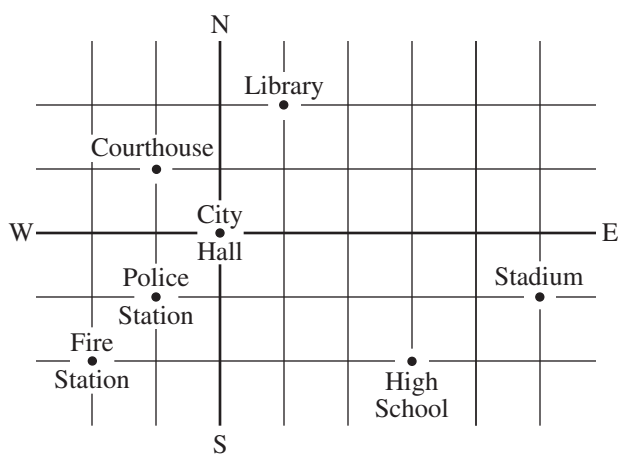 N
Library
Courthouse
W
City
Hall
E
Police
Station
Stadium
Fire
Station
High
School
S